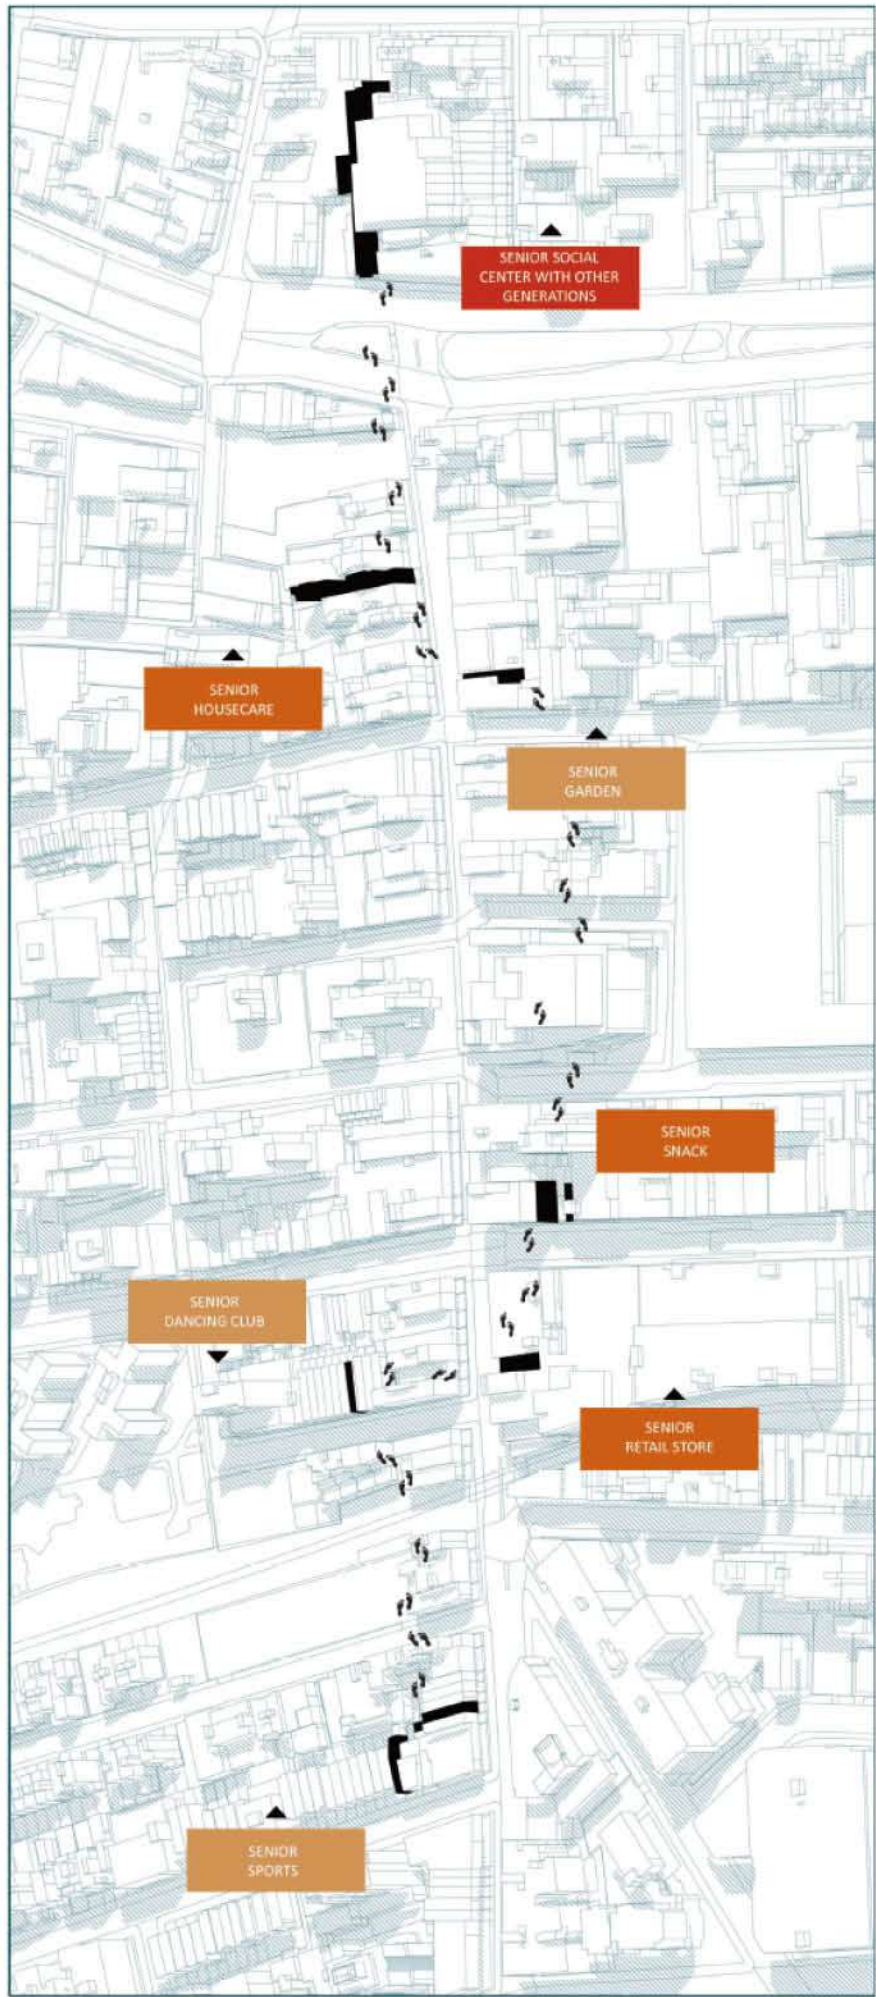 SENIOR SOCIAL
CENTER WITH OTHER
GENERATIONS
SENIOR
HOUSECARE
SENIOR
GARDEN
SENIOR
SNACK
SENIOR
DANCING CLUB
SENIOR
RETAIL STORE
SENIOR
SPORTS